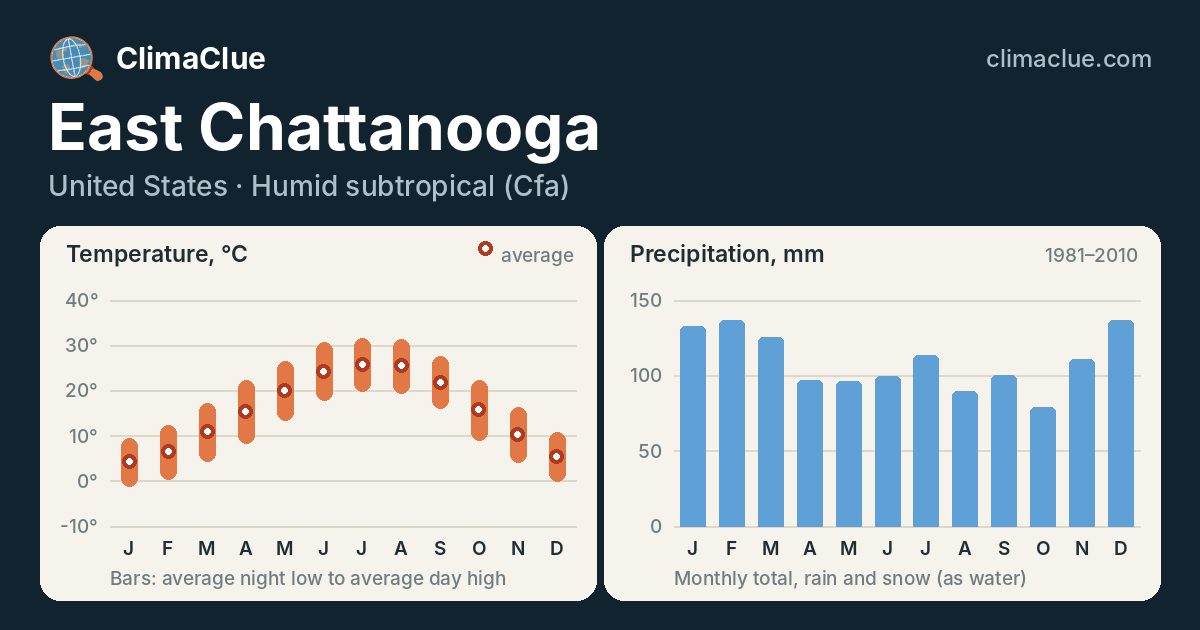 ClimaClue
climaclue.com
East Chattanooga
United States · Humid subtropical (Cfa)
Temperature, °C
average
40°
30°
20°
10°
0°
-10°
J F M A M J J A S O N D
Bars: average night low to average day high
Precipitation, mm
1981–2010
150
100
50
0
J F M A M J J A S O N D
Monthly total, rain and snow (as water)